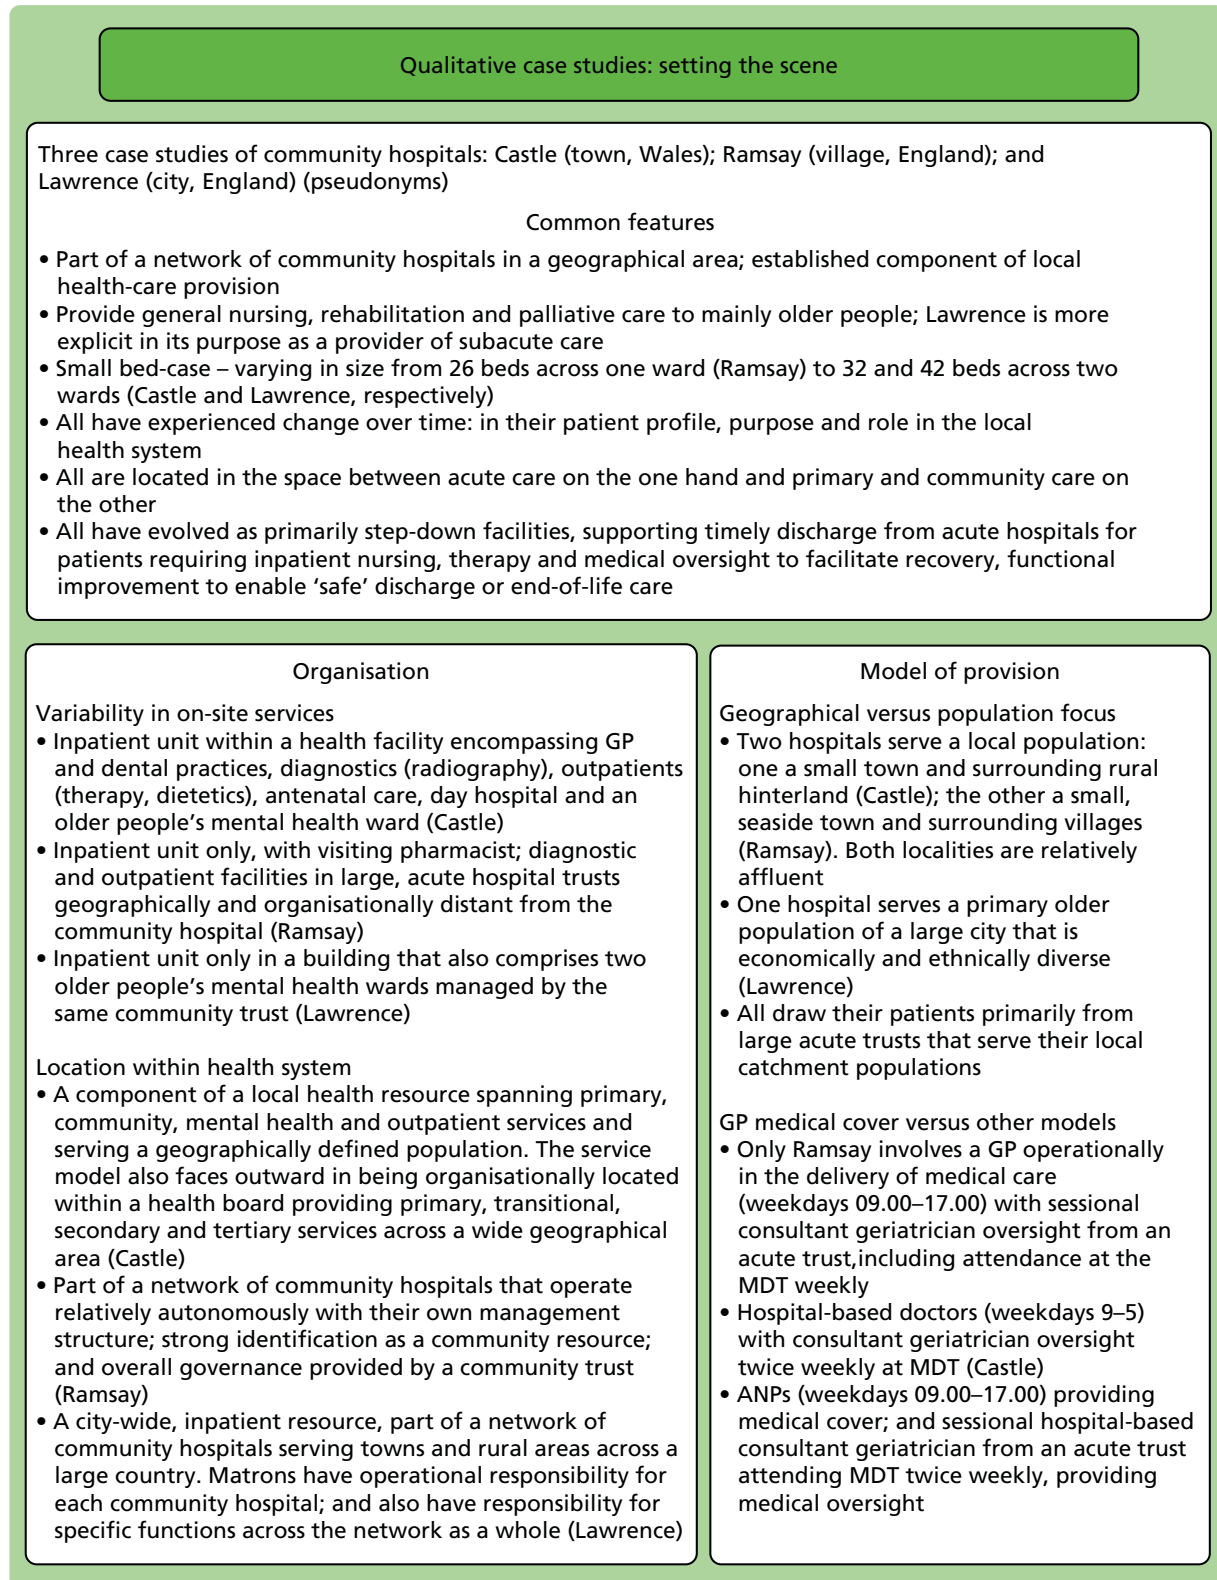 Qualitative case studies: setting the scene
Three case studies of community hospitals: Castle (town, Wales); Ramsay (village, England); and
Lawrence (city, England) (pseudonyms)
Common features
• Part of a network of community hospitals in a geographical area; established component of local
health-care provision
• Provide general nursing, rehabilitation and palliative care to mainly older people; Lawrence is more
explicit in its purpose as a provider of subacute care
• Small bed-case – varying in size from 26 beds across one ward (Ramsay) to 32 and 42 beds across two
wards (Castle and Lawrence, respectively)
• All have experienced change over time: in their patient profile, purpose and role in the local
health system
• All are located in the space between acute care on the one hand and primary and community care on
the other
• All have evolved as primarily step-down facilities, supporting timely discharge from acute hospitals for
patients requiring inpatient nursing, therapy and medical oversight to facilitate recovery, functional
improvement to enable ‘safe’ discharge or end-of-life care
Organisation
Variability in on-site services
• Inpatient unit within a health facility encompassing GP
and dental practices, diagnostics (radiography), outpatients
(therapy, dietetics), antenatal care, day hospital and an
older people’s mental health ward (Castle)
• Inpatient unit only, with visiting pharmacist; diagnostic
and outpatient facilities in large, acute hospital trusts
geographically and organisationally distant from the
community hospital (Ramsay)
• Inpatient unit only in a building that also comprises two
older people’s mental health wards managed by the
same community trust (Lawrence)
Location within health system
• A component of a local health resource spanning primary,
community, mental health and outpatient services and
serving a geographically defined population. The service
model also faces outward in being organisationally located
within a health board providing primary, transitional,
secondary and tertiary services across a wide geographical
area (Castle)
• Part of a network of community hospitals that operate
relatively autonomously with their own management
structure; strong identification as a community resource;
and overall governance provided by a community trust
(Ramsay)
• A city-wide, inpatient resource, part of a network of
community hospitals serving towns and rural areas across a
large country. Matrons have operational responsibility for
each community hospital; and also have responsibility for
specific functions across the network as a whole (Lawrence)
Model of provision
Geographical versus population focus
• Two hospitals serve a local population:
one a small town and surrounding rural
hinterland (Castle); the other a small,
seaside town and surrounding villages
(Ramsay). Both localities are relatively
affluent
• One hospital serves a primary older
population of a large city that is
economically and ethnically diverse
(Lawrence)
• All draw their patients primarily from
large acute trusts that serve their local
catchment populations
GP medical cover versus other models
• Only Ramsay involves a GP operationally
in the delivery of medical care
(weekdays 09.00–17.00) with sessional
consultant geriatrician oversight from an
acute trust,including attendance at the
MDT weekly
• Hospital-based doctors (weekdays 9–5)
with consultant geriatrician oversight
twice weekly at MDT (Castle)
• ANPs (weekdays 09.00–17.00) providing
medical cover; and sessional hospital-based
consultant geriatrician from an acute trust
attending MDT twice weekly, providing
medical oversight